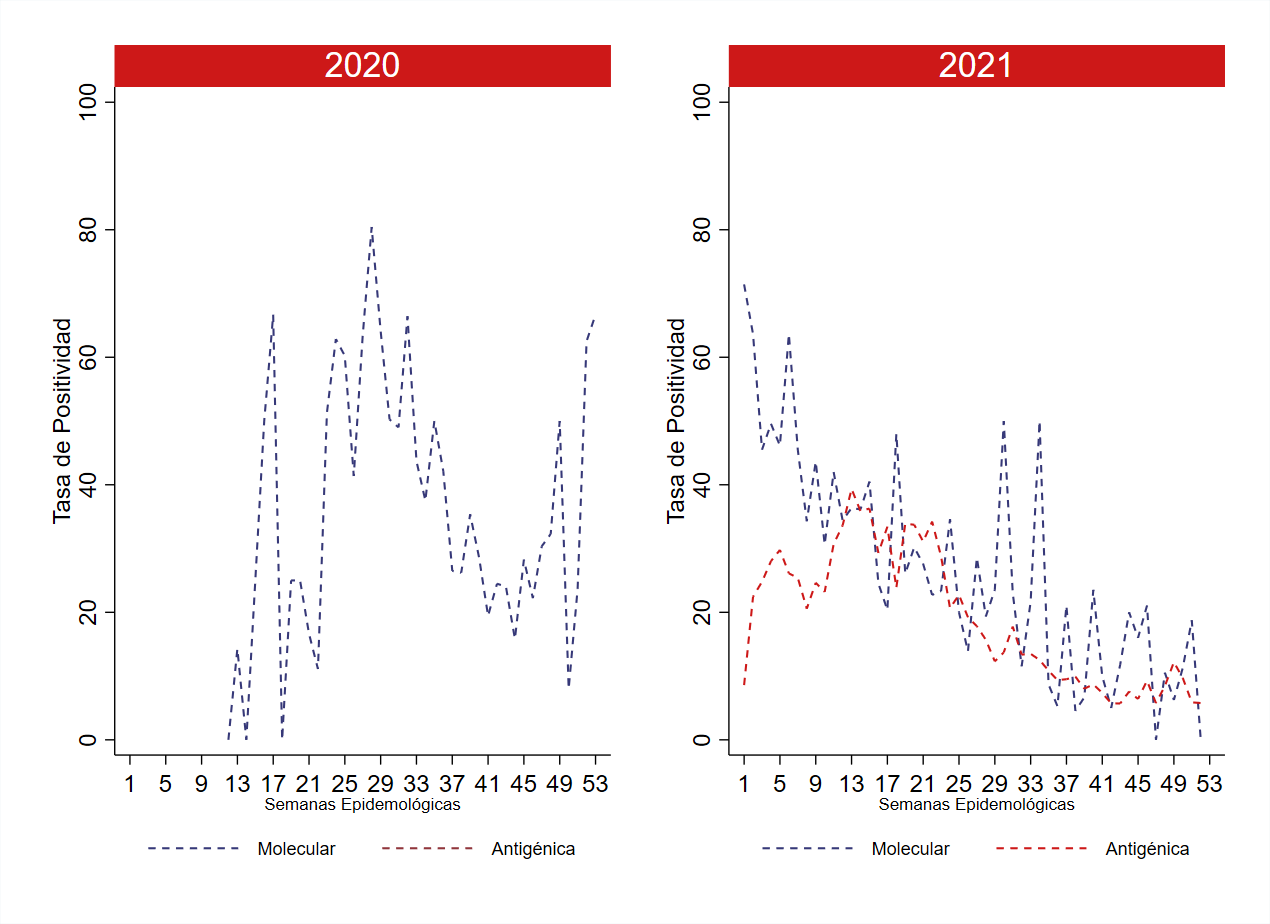 2020
100
80
60
40
20
0
Tasa de Positividad
1 5 9 13 17 21 25 29 33 37 41 45 49 53
Semanas Epidemológicas
Molecular Antigénica
2021
100
80
60
40
20
0
Tasa de Positividad
1 5 9 13 17 21 25 29 33 37 41 45 49 53
Semanas Epidemológicas
Molecular Antigénica